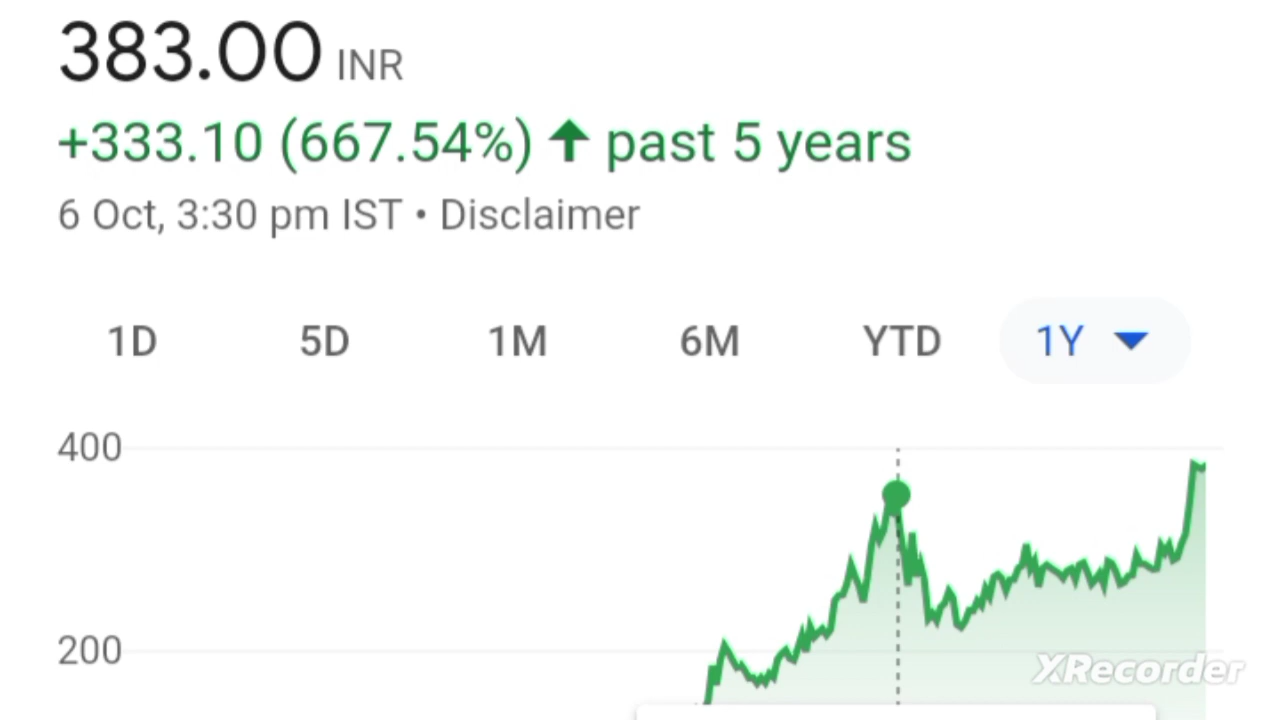 383.00 INR
+333.10 (667.54%) ↑ past 5 years
6 Oct, 3:30 pm IST • Disclaimer
1D 5D 1M 6M YTD 1Y
400
200
XRecorder